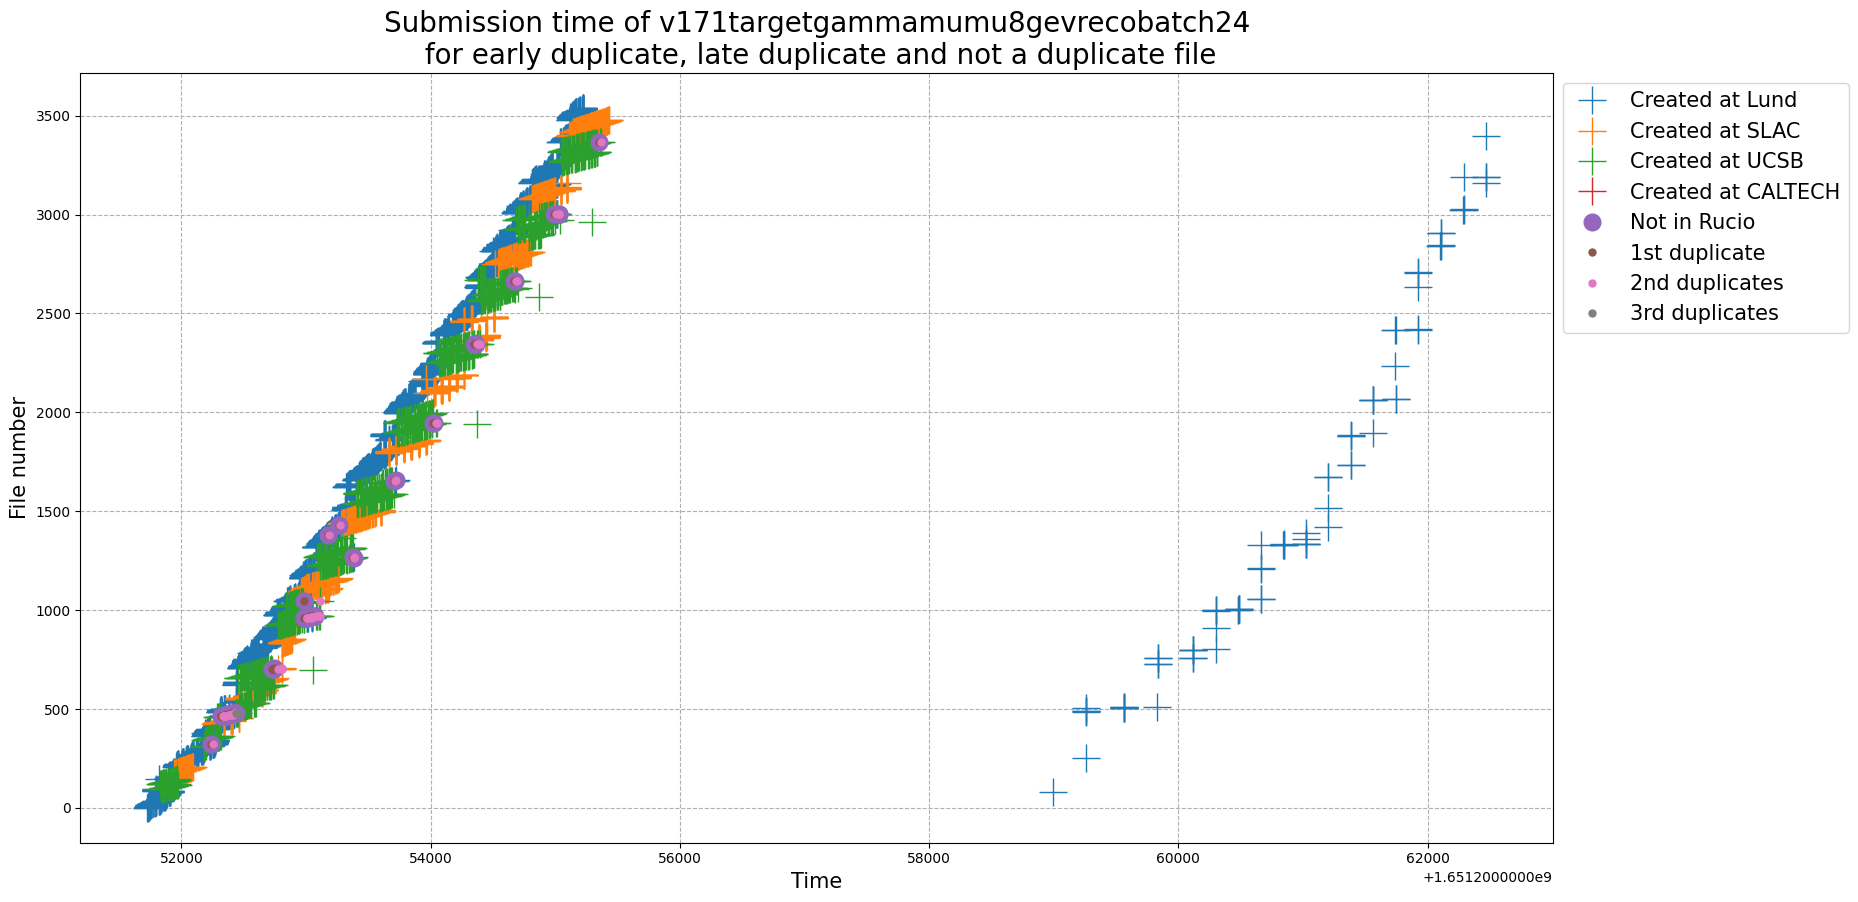 Submission time of v171targetgammamumu8gevrecobatch24
for early duplicate, late duplicate and not a duplicate file
Created at Lund
Created at SLAC
Created at UCSB
Created at CALTECH
Not in Rucio
1st duplicate
2nd duplicates
3rd duplicates
File number
3500
3000
2500
2000
1500
1000
500
0
52000 54000 56000 58000 60000 62000
Time
+1.6512000000e9